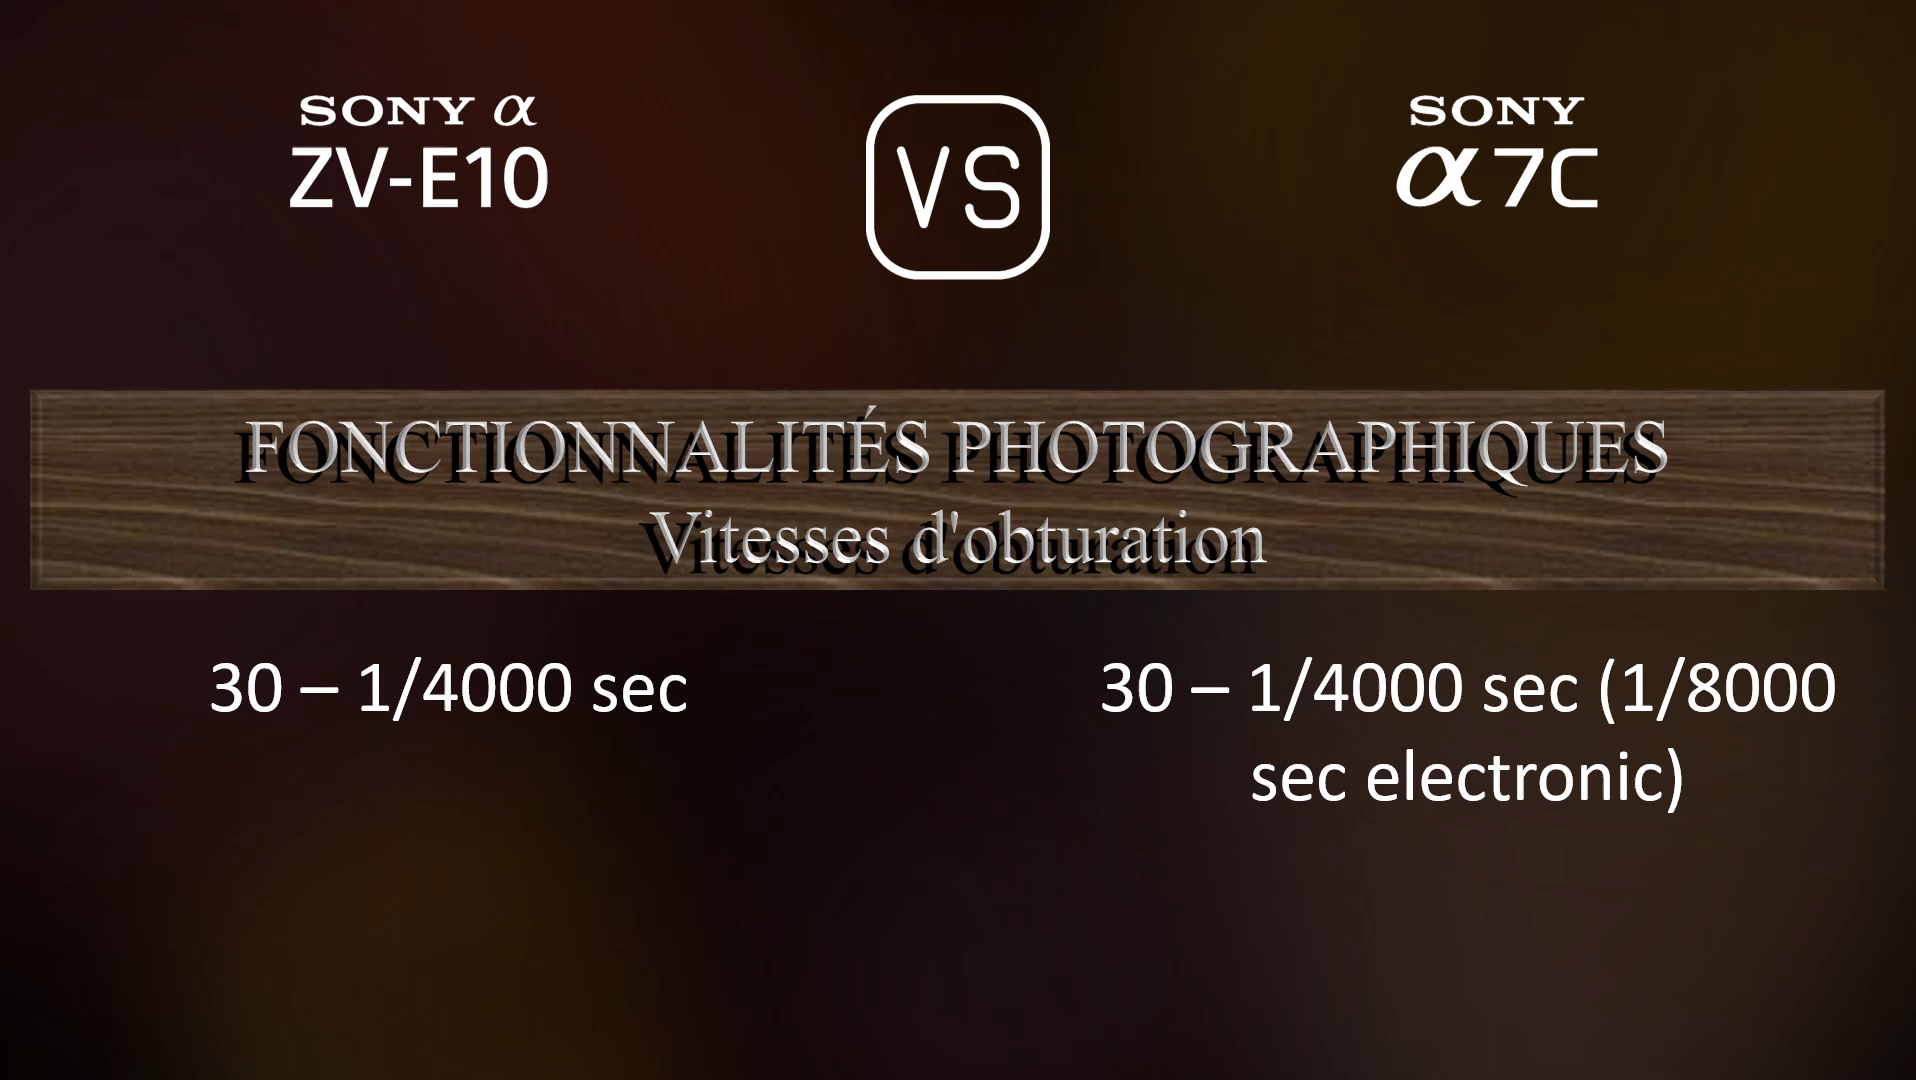 SONY α
ZV-E10
VS
SONY
α7C
FONCTIONNALITÉS PHOTOGRAPHIQUES
Vitesses d'obturation
30 – 1/4000 sec
30 – 1/4000 sec (1/8000
sec electronic)